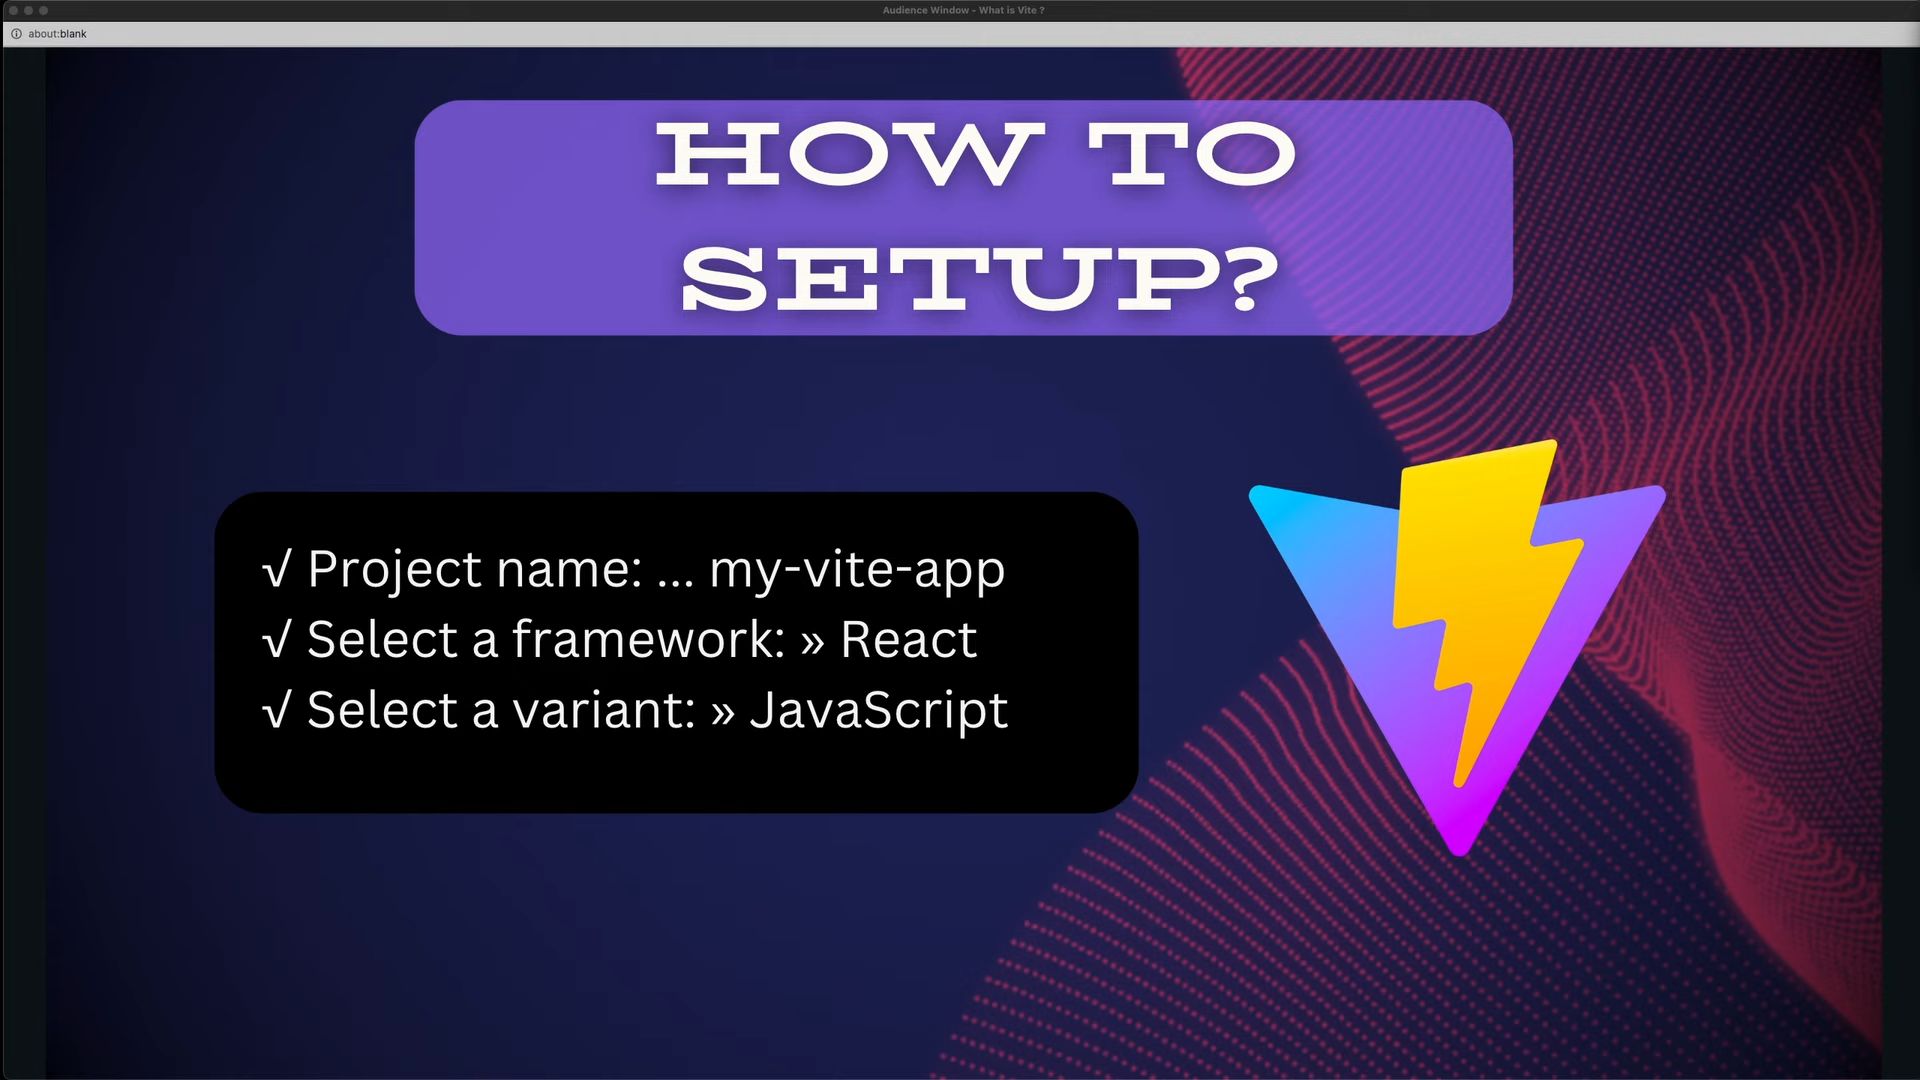 Audience Window - What is Vite ?
about:blank
HOW TO
SETUP?
√ Project name: ... my-vite-app
√ Select a framework: » React
√ Select a variant: » JavaScript